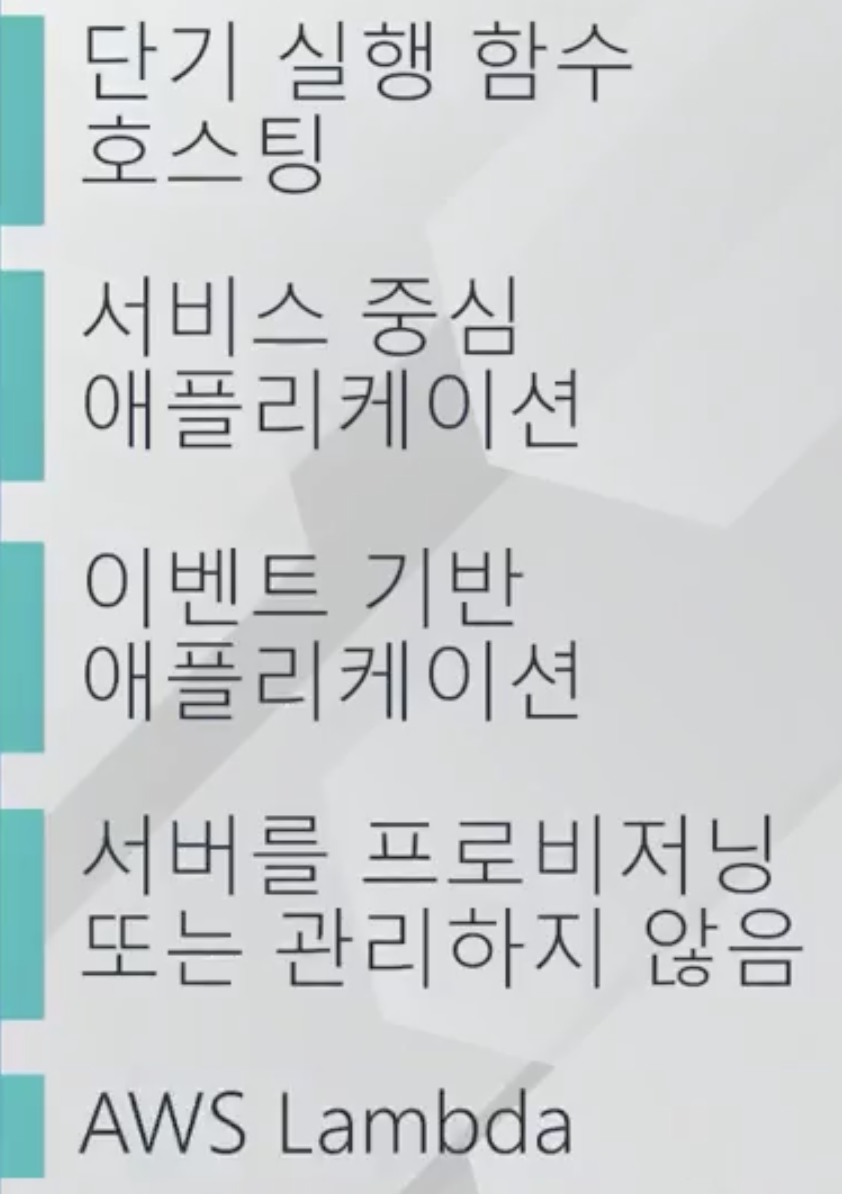 단기 실행 함수
호스팅
서비스 중심
애플리케이션
이벤트 기반
애플리케이션
서버를 프로비저닝
또는 관리하지 않음
AWS Lambda